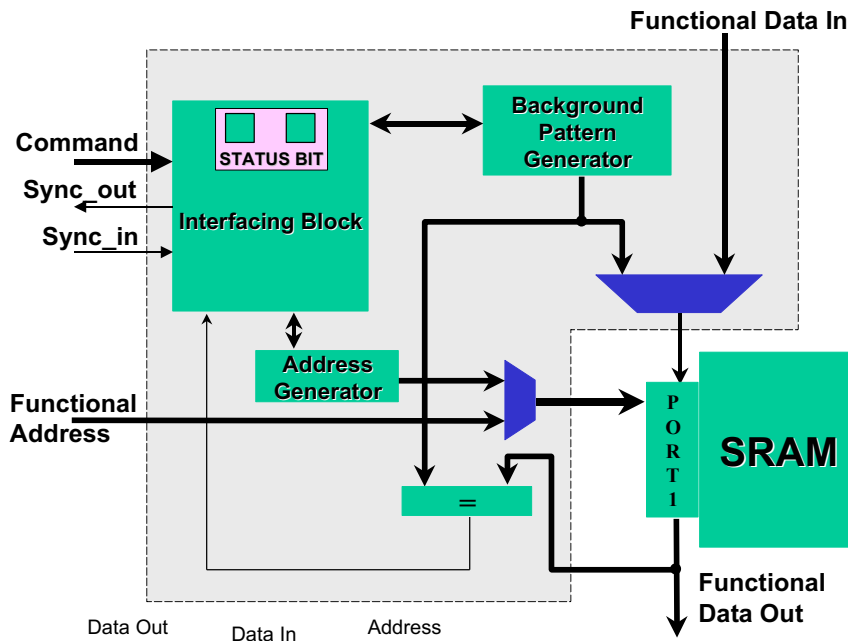 Functional Data In
Background
Pattern
Generator
STATUS BIT
Command
Sync_out
Interfacing Block
Sync_in
Address
Generator
Functional
Address
PORT1
SRAM
=
Functional
Data Out
Data Out
Data In
Address